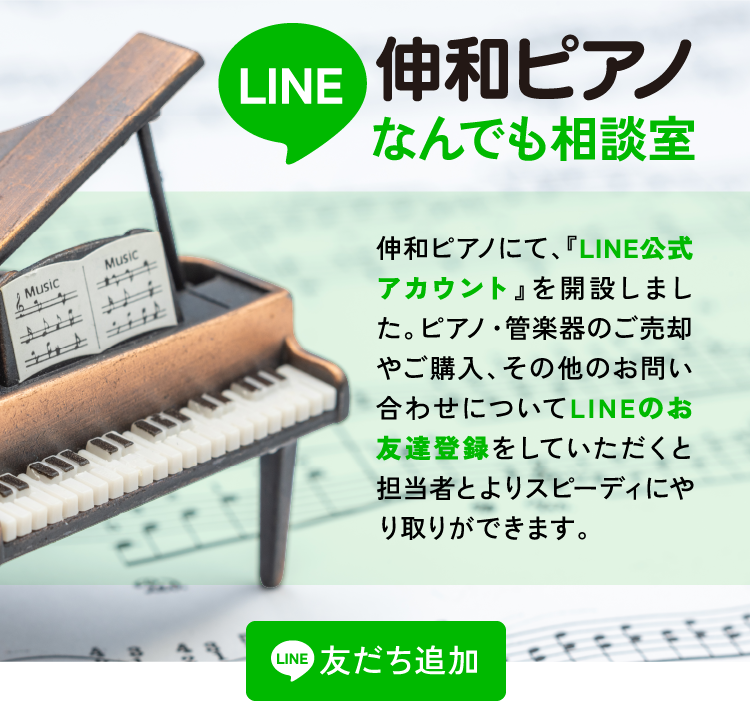 LINE
伸和ピアノ
なんでも相談室
伸和ピアノにて、『LINE公式
アカウント』を開設しまし
た。ピアノ・管楽器のご売却
やご購入、その他のお問い
合わせについてLINEのお
友達登録をしていただくと
担当者とよりスピーディにや
り取りができます。
Music
Music
LINE 友だち追加